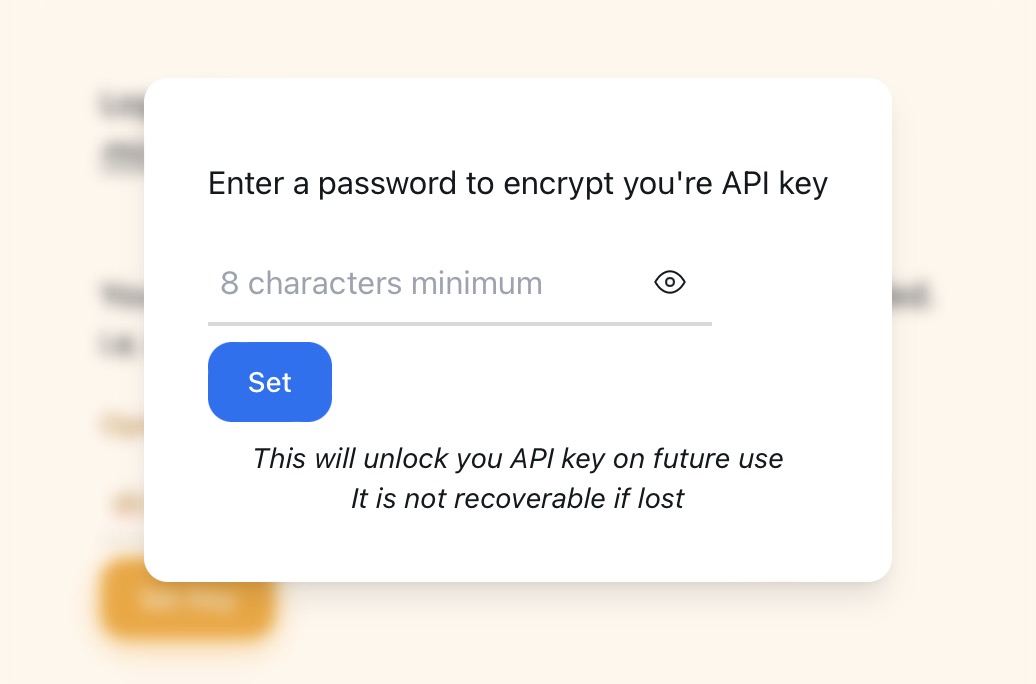 Enter a password to encrypt you're API key
8 characters minimum
Set
This will unlock you API key on future use
It is not recoverable if lost